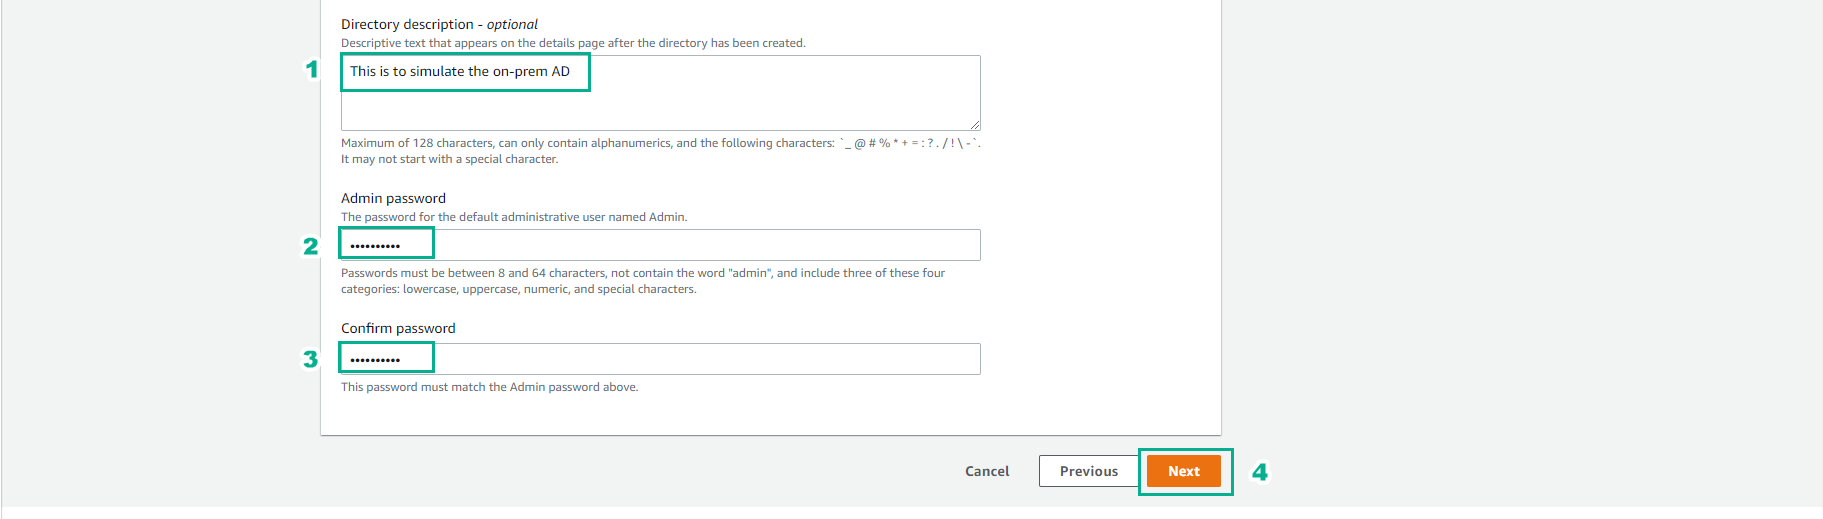 Directory description - optional
Descriptive text that appears on the details page after the directory has been created.
1
This is to simulate the on-prem AD
Maximum of 128 characters, can only contain alphanumerics, and the following characters: `_ @ # % * + = : ? . / ! \ - `.
It may not start with a special character.
Admin password
The password for the default administrative user named Admin.
2
••••••••••
Passwords must be between 8 and 64 characters, not contain the word "admin", and include three of these four
categories: lowercase, uppercase, numeric, and special characters.
Confirm password
3
••••••••••
This password must match the Admin password above.
Cancel
Previous
Next
4